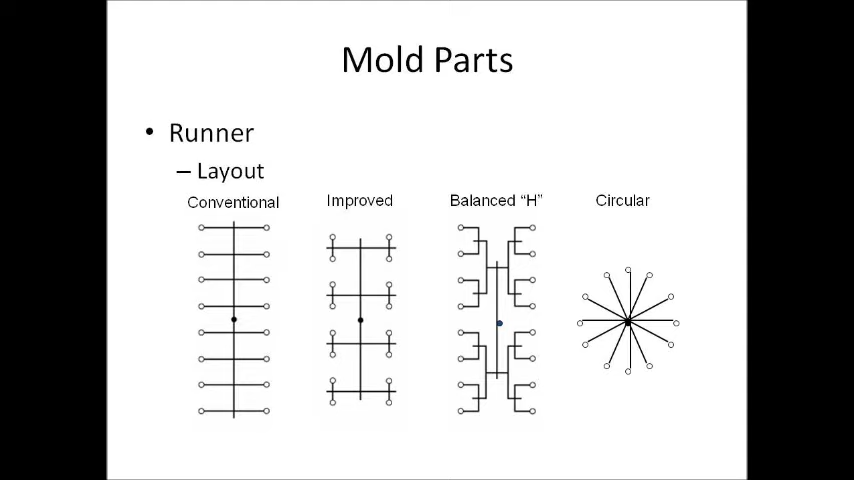 Mold Parts
• Runner
– Layout
Conventional
Improved
Balanced “H”
Circular